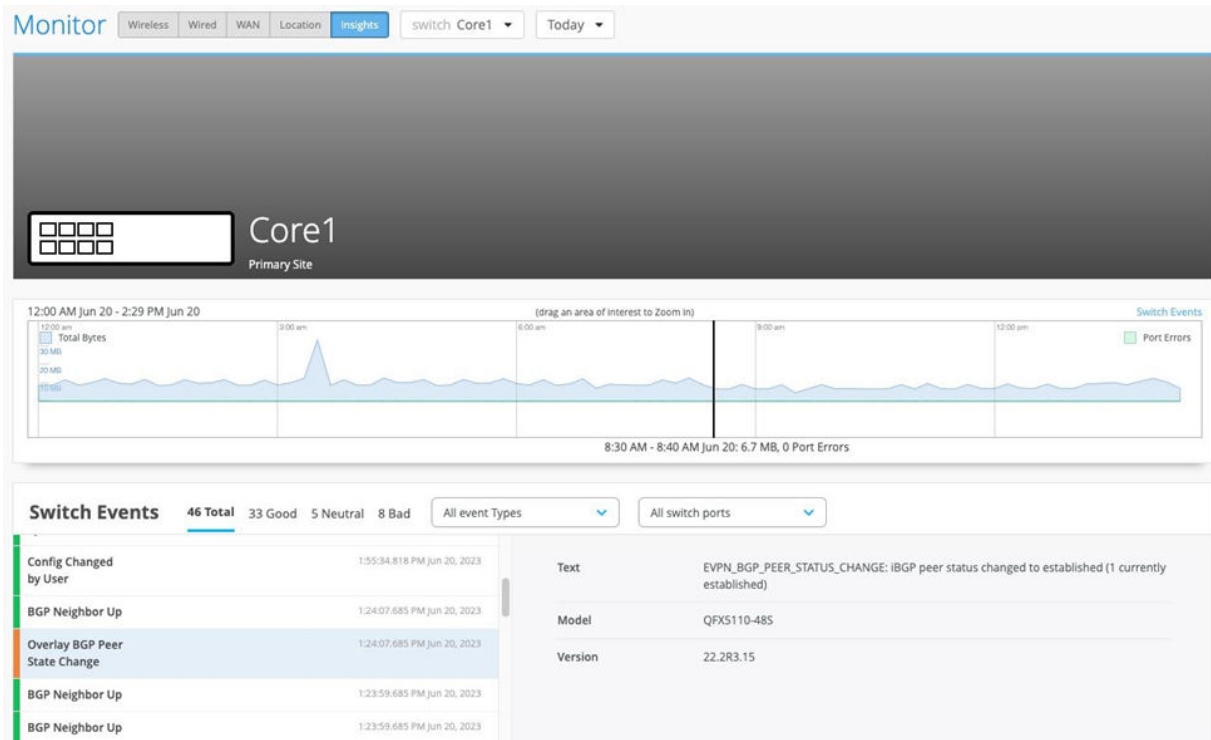 Monitor Wireless Wired WAN Location Insights switch Core1 Today
Core1
Primary Site
12:00 AM Jun 20 - 2:29 PM Jun 20 (drag an area of interest to Zoom in) Switch Events
12:00 am 3:00 am 6:00 am 9:00 am 12:00 pm
Total Bytes Port Errors
30 MB
20 MB
10 MB
8:30 AM - 8:40 AM Jun 20: 6.7 MB, 0 Port Errors
Switch Events 46 Total 33 Good 5 Neutral 8 Bad All event Types All switch ports
Config Changed 1:55:34.818 PM Jun 20, 2023
by User
BGP Neighbor Up 1:24:07.685 PM Jun 20, 2023
Overlay BGP Peer 1:24:07.685 PM Jun 20, 2023
State Change
BGP Neighbor Up 1:23:59.685 PM Jun 20, 2023
BGP Neighbor Up 1:23:59.685 PM Jun 20, 2023
Text EVPN_BGP_PEER_STATUS_CHANGE: iBGP peer status changed to established (1 currently
established)
Model QFX5110-48S
Version 22.2R3.15